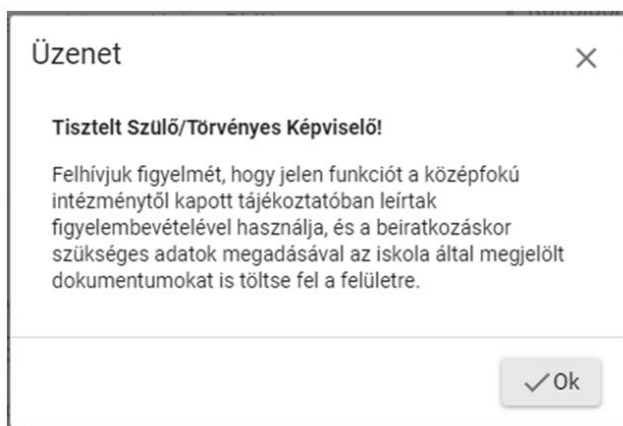 Üzenet
Tisztelt Szülő/Törvényes Képviselő!
Felhívjuk figyelmét, hogy jelen funkciót a középfokú
intézménytől kapott tájékoztatóban leírtak
figyelembevételével használja, és a beiratkozáskor
szükséges adatok megadásával az iskola által megjelölt
dokumentumokat is töltse fel a felületre.
Ok